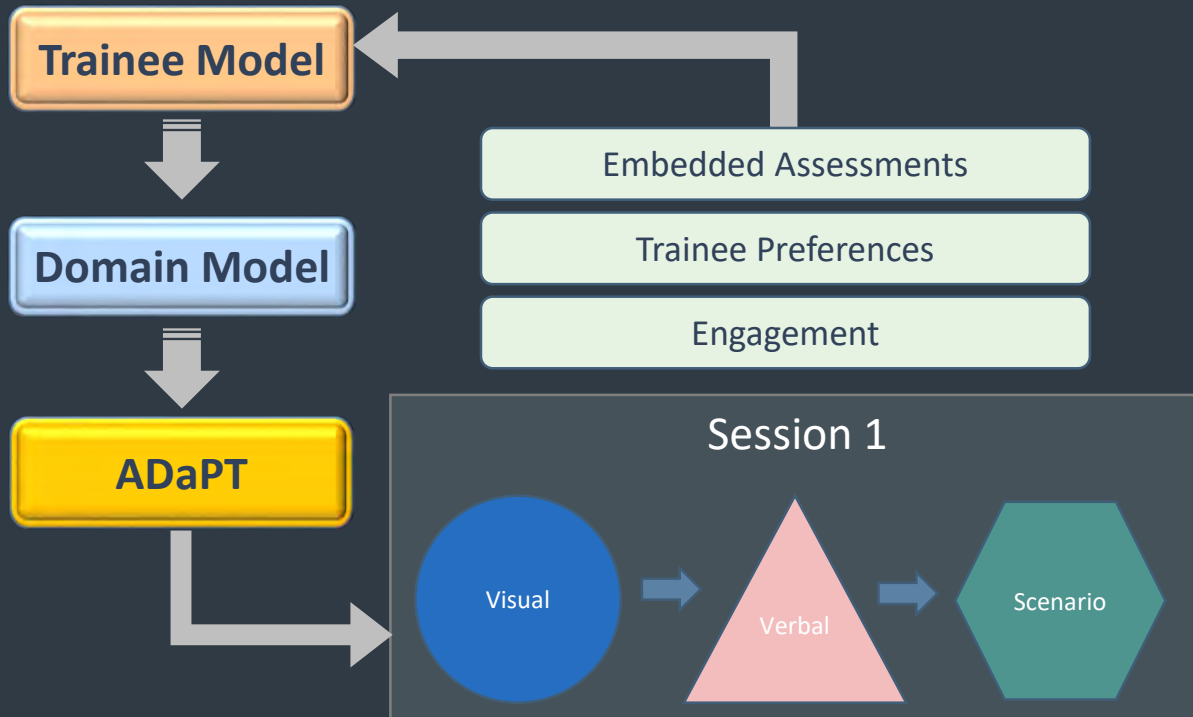 Trainee Model
Embedded Assessments
Trainee Preferences
Domain Model
Engagement
ADaPT
Session 1
Visual
Verbal
Scenario